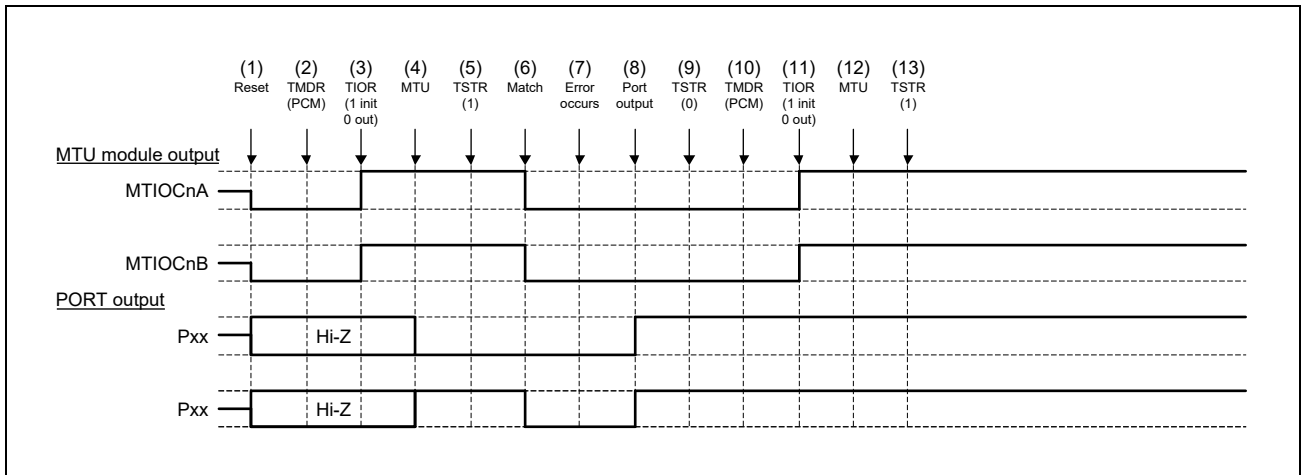 (1) (2) (3) (4) (5) (6) (7) (8) (9) (10) (11) (12) (13)
Reset TMDR TIOR MTU TSTR Match Error Port TSTR TMDR TIOR MTU TSTR
(PCM) (1 init (1) occurs output (0) (PCM) (1 init (1)
0 out) 0 out)
MTU module output
MTIOCnA
MTIOCnB
PORT output
Pxx Hi-Z
Pxx Hi-Z